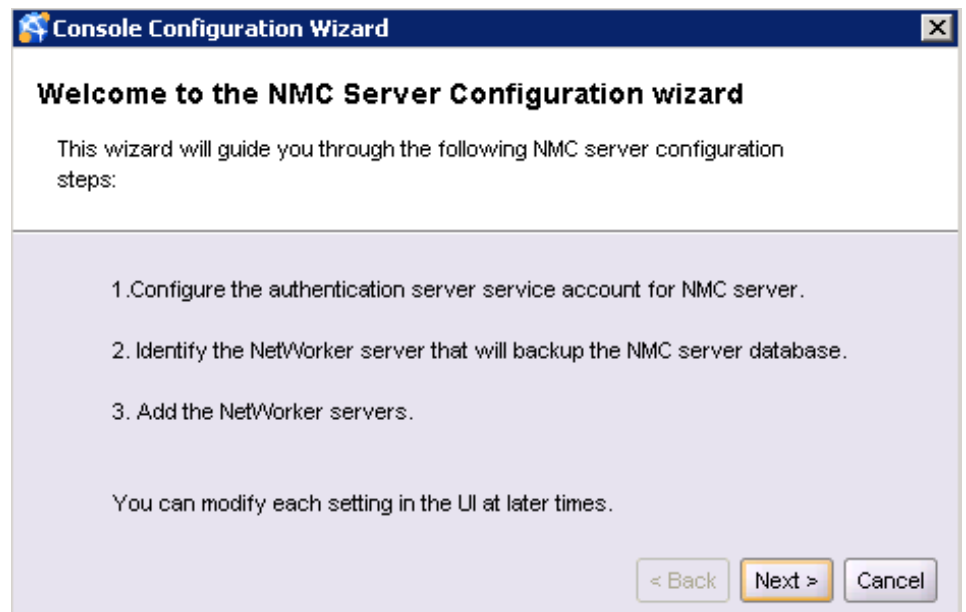 Console Configuration Wizard
Welcome to the NMC Server Configuration wizard
This wizard will guide you through the following NMC server configuration
steps:
1.Configure the authentication server service account for NMC server.
2. Identify the NetWorker server that will backup the NMC server database.
3. Add the NetWorker servers.
You can modify each setting in the UI at later times.
< Back Next > Cancel